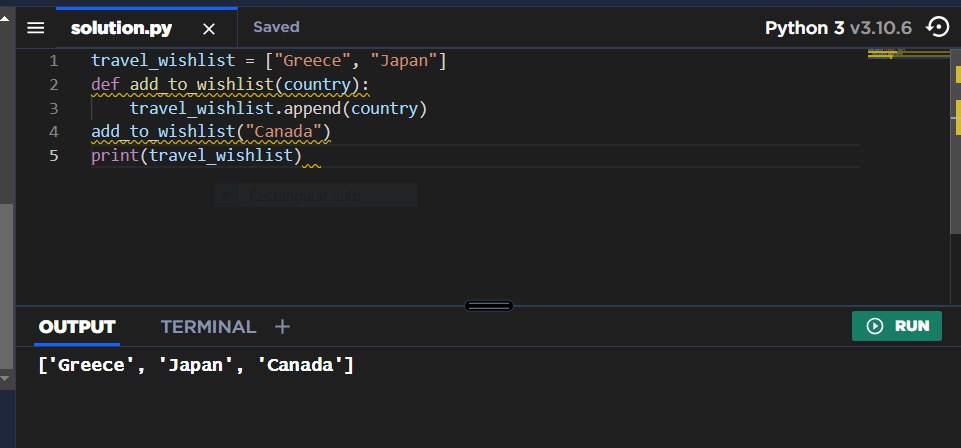 solution.py × Saved Python 3 v3.10.6
1 travel_wishlist = ["Greece", "Japan"]
2 def add_to_wishlist(country):
3     travel_wishlist.append(country)
4 add_to_wishlist("Canada")
5 print(travel_wishlist)
Rectangular Snip
OUTPUT TERMINAL + RUN
['Greece', 'Japan', 'Canada']